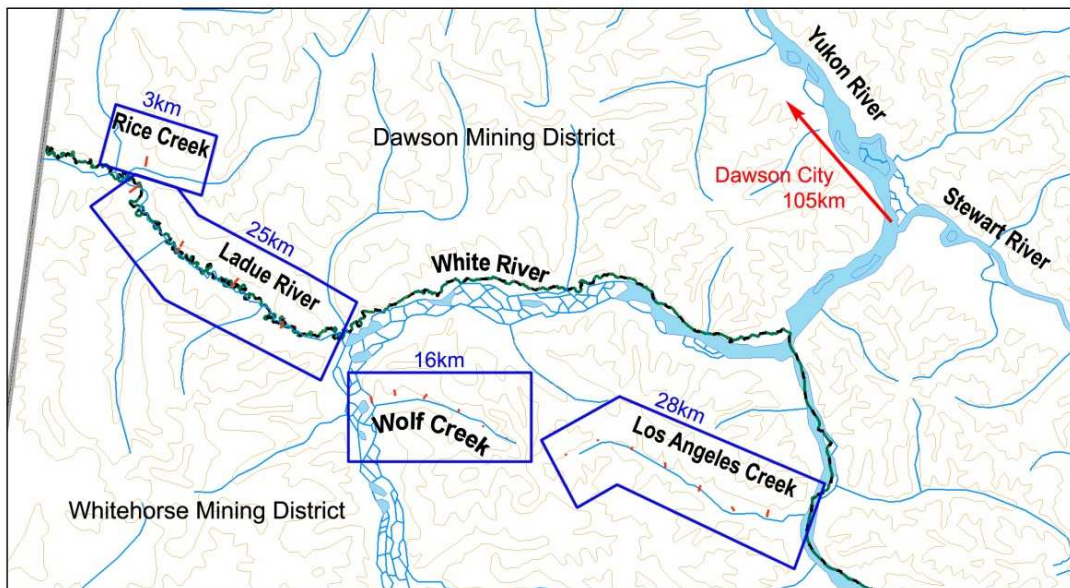 Yukon River
3km
Rice Creek
Dawson Mining District
Dawson City
105km
Stewart River
25km
Ladue River
White River
16km
Wolf Creek
28km
Los Angeles Creek
Whitehorse Mining District